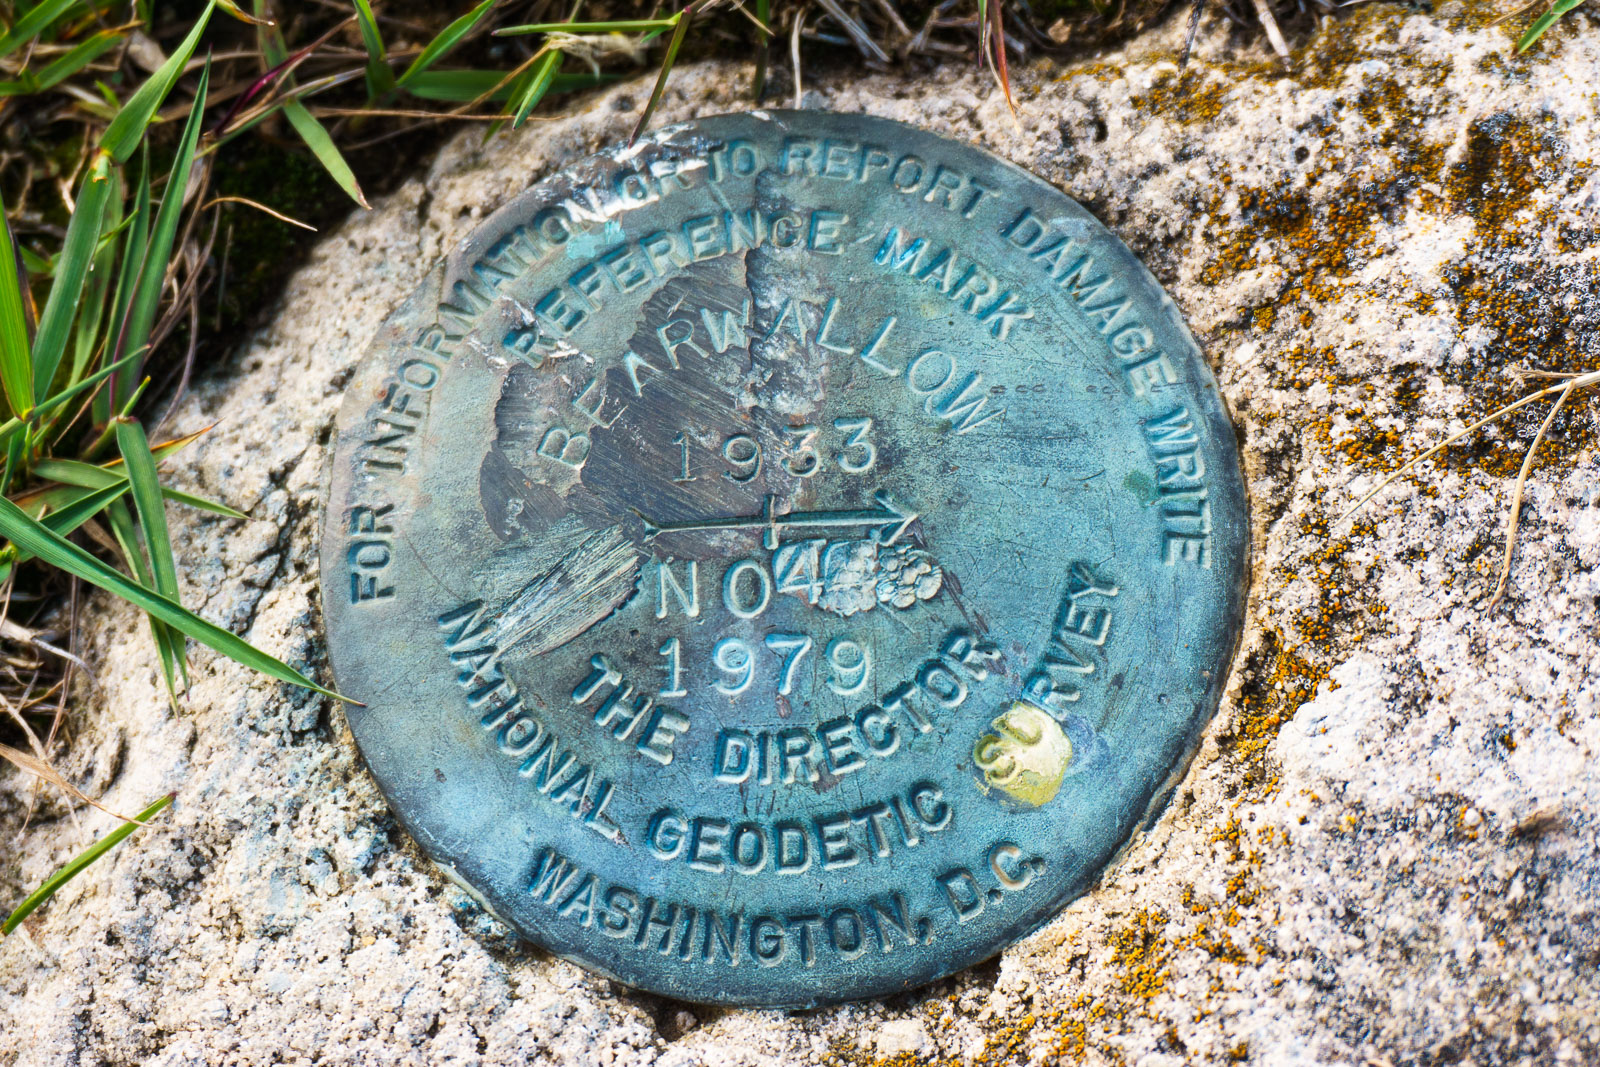 FOR INFORMATION OR TO REPORT DAMAGE WRITE
REFERENCE MARK
BEARWALLOW
1933
NO 4
1979
THE DIRECTOR
NATIONAL GEODETIC SURVEY
WASHINGTON, D.C.